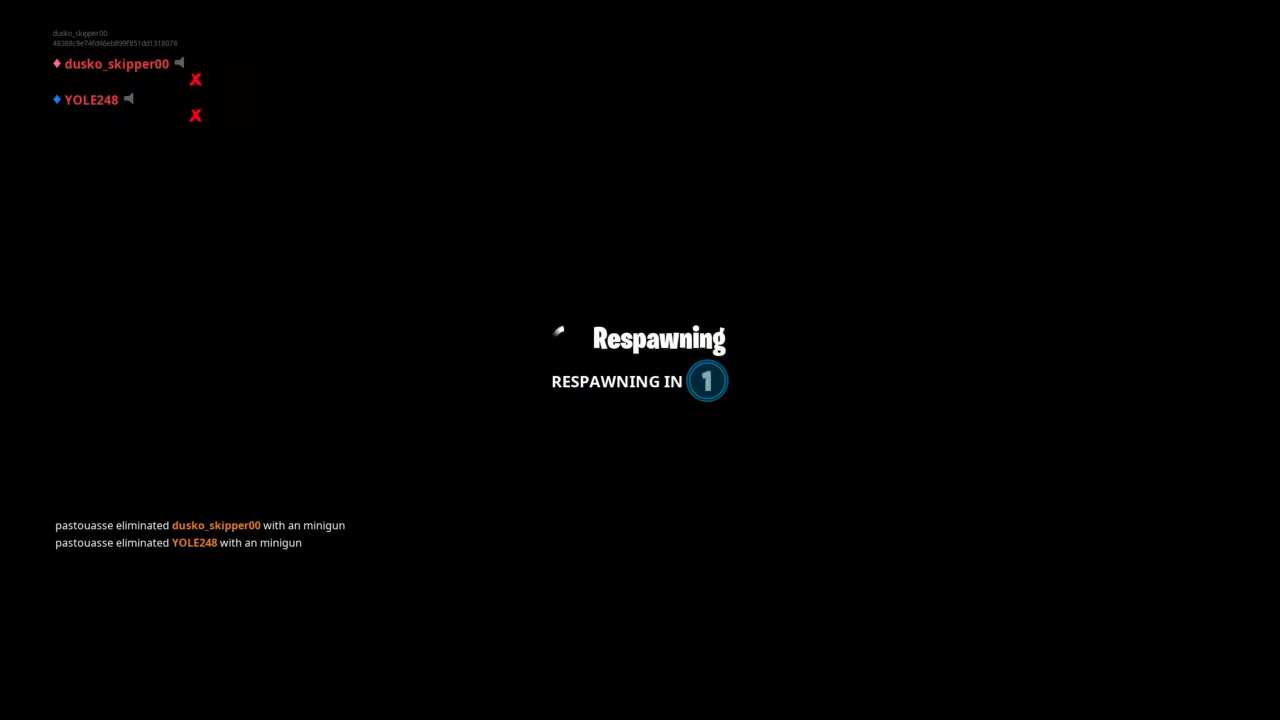 dusko_skipper00
dusko_skipper00
X
YOLE248
X
Respawning
RESPAWNING IN 1
pastouasse eliminated dusko_skipper00 with an minigun
pastouasse eliminated YOLE248 with an minigun